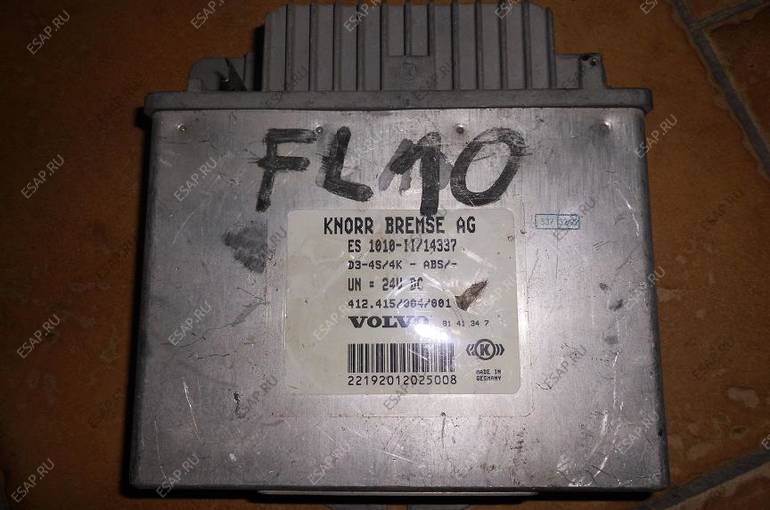 FL10
KNORR BREMSE AG
ES 1010-II/14337
D3-4S/4K - ABS/-
UN = 24V DC
412.415/004/001
VOLVO 8141347
K
22192012025008
MADE IN
GERMANY
ESAP.RU